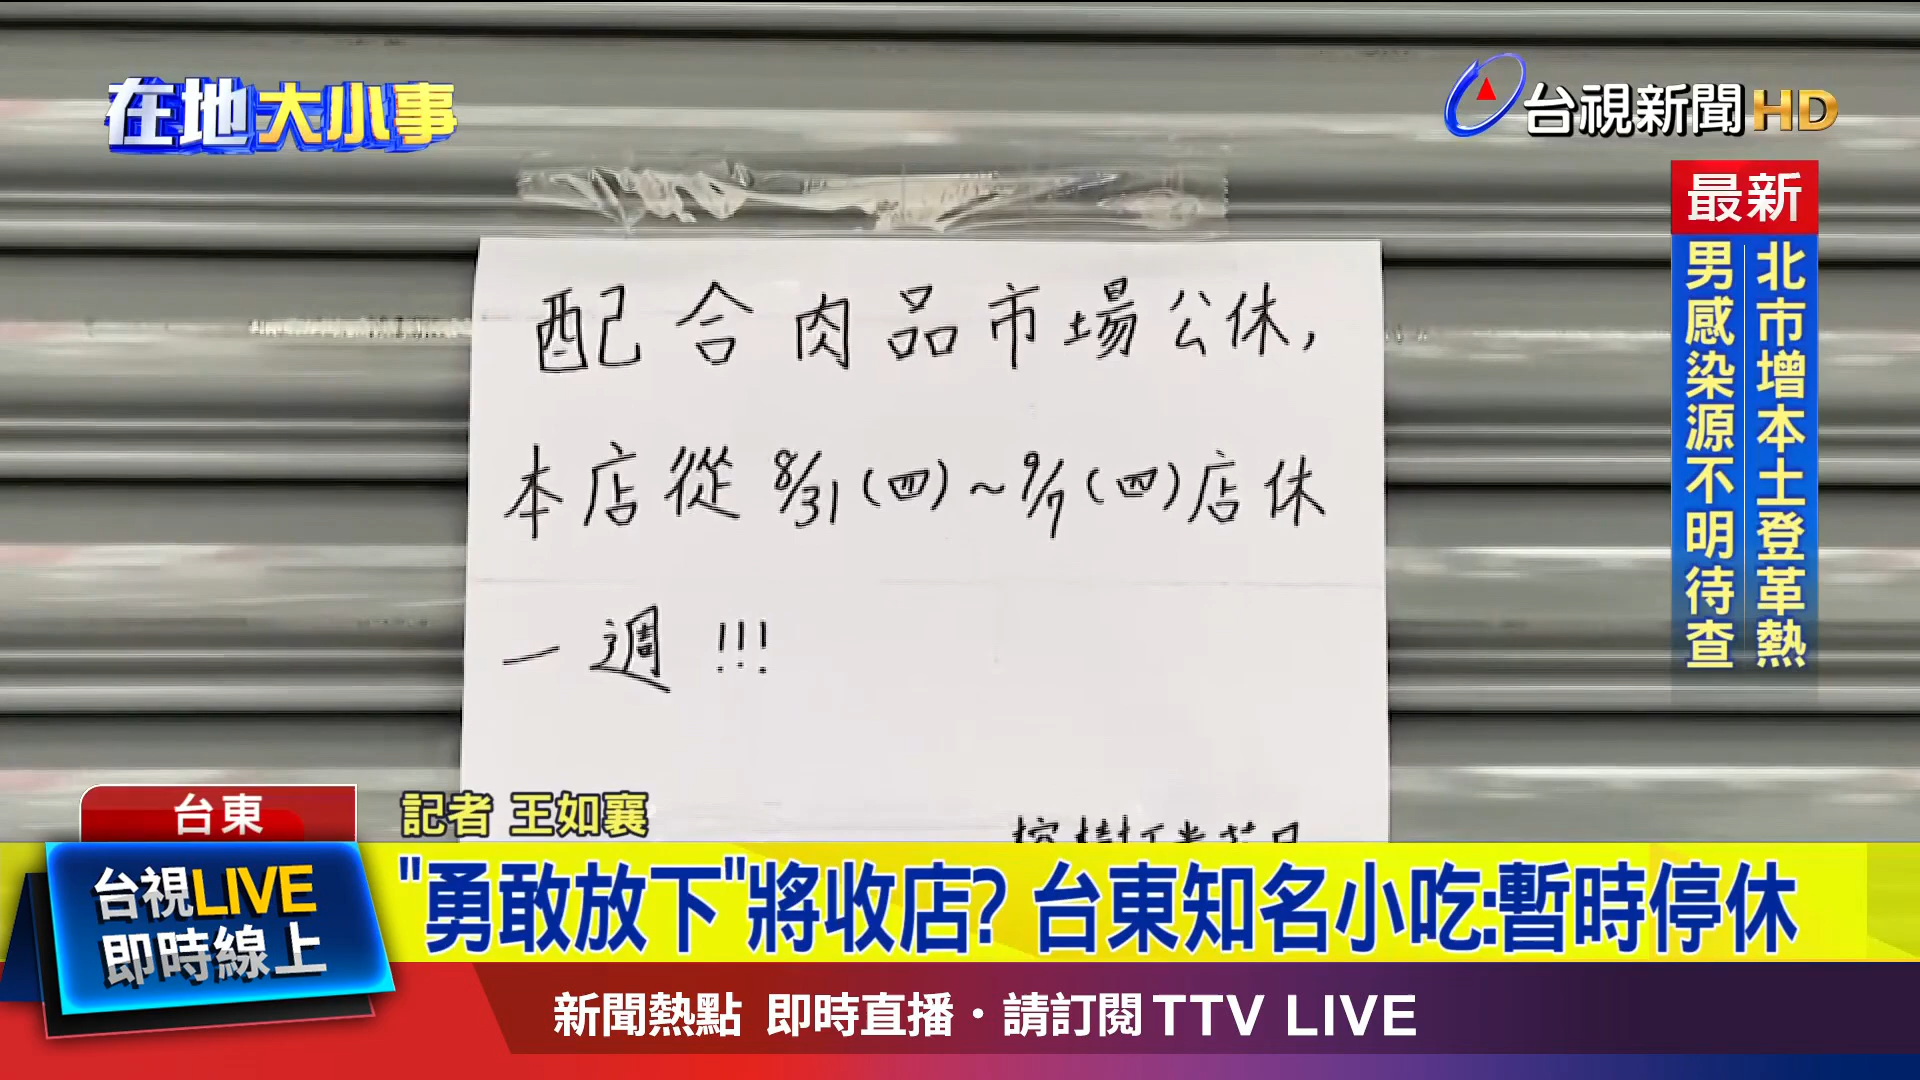 在地大小事
台視新聞HD
最新
北市增本土登革熱
男感染源不明待查
配合肉品市場公休,
本店從8/31(四)~9/7(四)店休
一週!!!
台東
記者 王如襄
台視LIVE
即時線上
"勇敢放下"將收店? 台東知名小吃:暫時停休
新聞熱點 即時直播·請訂閱TTV LIVE